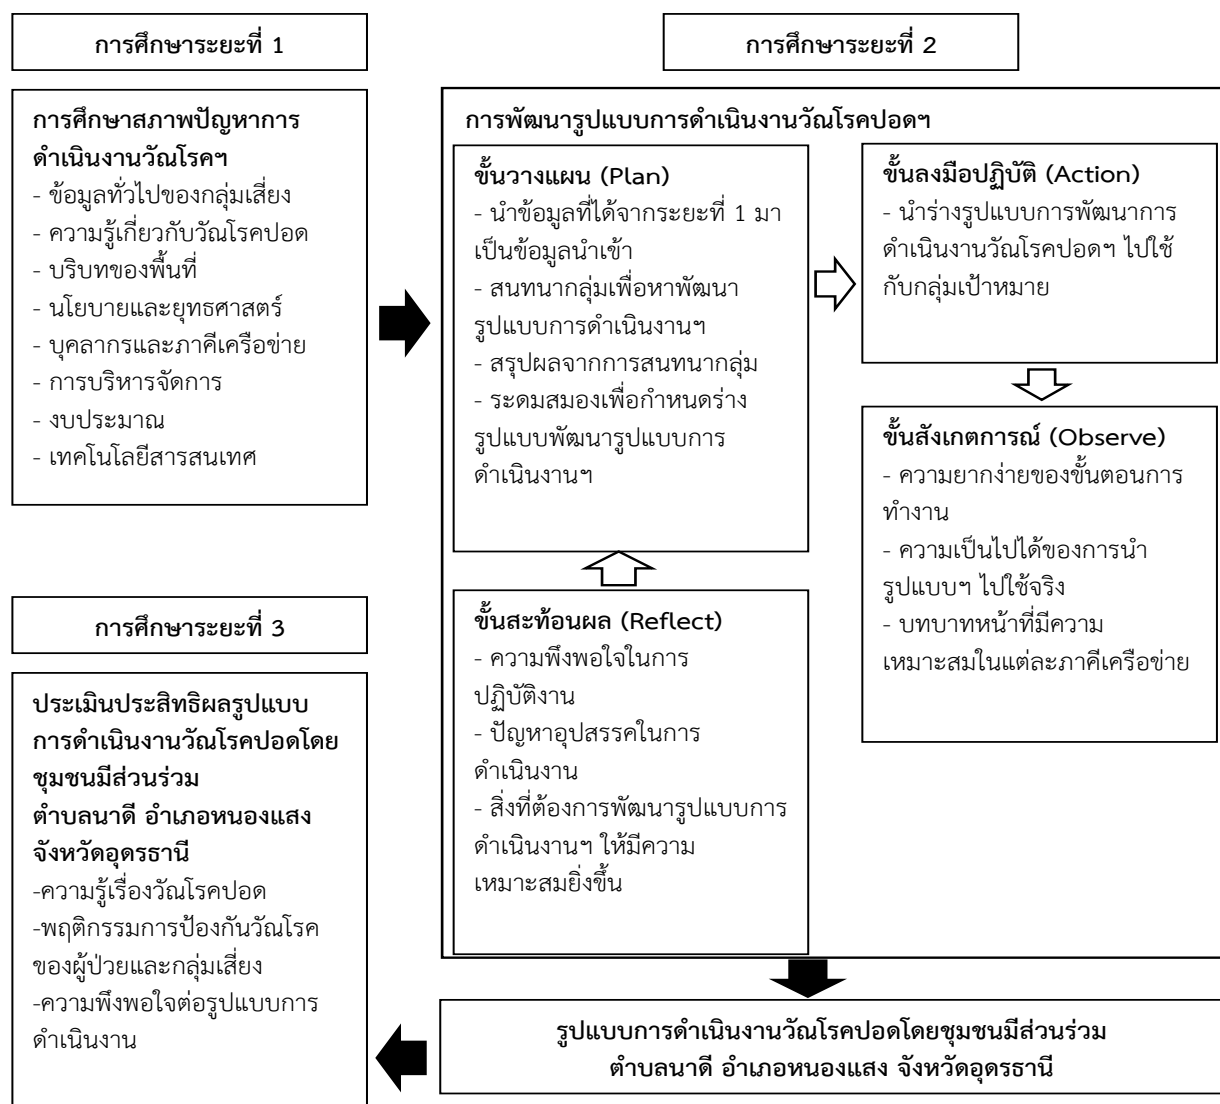 การศึกษาระยะที่ 1
การศึกษาสภาพปัญหาการ
ดำเนินงานวัณโรคฯ
- ข้อมูลทั่วไปของกลุ่มเสี่ยง
- ความรู้เกี่ยวกับวัณโรคปอด
- บริบทของพื้นที่
- นโยบายและยุทธศาสตร์
- บุคลากรและภาคีเครือข่าย
- การบริหารจัดการ
- งบประมาณ
- เทคโนโลยีสารสนเทศ
การศึกษาระยะที่ 2
การพัฒนารูปแบบการดำเนินงานวัณโรคปอดฯ
ขั้นวางแผน (Plan)
- นำข้อมูลที่ได้จากระยะที่ 1 มา
เป็นข้อมูลนำเข้า
- สนทนากลุ่มเพื่อหาพัฒนา
รูปแบบการดำเนินงานฯ
- สรุปผลจากการสนทนากลุ่ม
- ระดมสมองเพื่อกำหนดร่าง
รูปแบบพัฒนารูปแบบการ
ดำเนินงานฯ
ขั้นลงมือปฏิบัติ (Action)
- นำร่างรูปแบบการพัฒนาการ
ดำเนินงานวัณโรคปอดฯ ไปใช้
กับกลุ่มเป้าหมาย
ขั้นสังเกตการณ์ (Observe)
- ความยากง่ายของขั้นตอนการ
ทำงาน
- ความเป็นไปได้ของการนำ
รูปแบบฯ ไปใช้จริง
- บทบาทหน้าที่มีความ
เหมาะสมในแต่ละภาคีเครือข่าย
ขั้นสะท้อนผล (Reflect)
- ความพึงพอใจในการ
ปฏิบัติงาน
- ปัญหาอุปสรรคในการ
ดำเนินงาน
- สิ่งที่ต้องการพัฒนารูปแบบการ
ดำเนินงานฯ ให้มีความ
เหมาะสมยิ่งขึ้น
รูปแบบการดำเนินงานวัณโรคปอดโดยชุมชนมีส่วนร่วม
ตำบลนาดี อำเภอหนองแสง จังหวัดอุดรธานี
การศึกษาระยะที่ 3
ประเมินประสิทธิผลรูปแบบ
การดำเนินงานวัณโรคปอดโดย
ชุมชนมีส่วนร่วม
ตำบลนาดี อำเภอหนองแสง
จังหวัดอุดรธานี
-ความรู้เรื่องวัณโรคปอด
-พฤติกรรมการป้องกันวัณโรค
ของผู้ป่วยและกลุ่มเสี่ยง
-ความพึงพอใจต่อรูปแบบการ
ดำเนินงาน